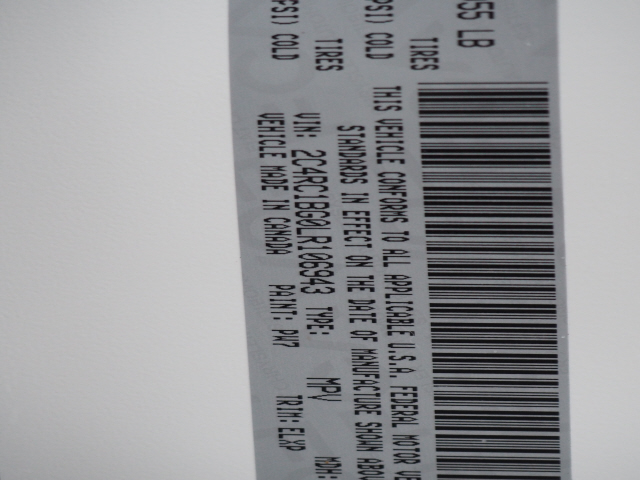 55 LB
TIRES
PSI) COLD
TIRES
PSI) COLD
THIS VEHICLE CONFORMS TO ALL APPLICABLE U.S.A. FEDERAL MOTOR VE
STANDARDS IN EFFECT ON THE DATE OF MANUFACTURE SHOWN ABOV
VIN: 2C4RC1BG0LR106943 TYPE: MPV MDH:
VEHICLE MADE IN CANADA PAINT: PW7 TRIM: ELXP